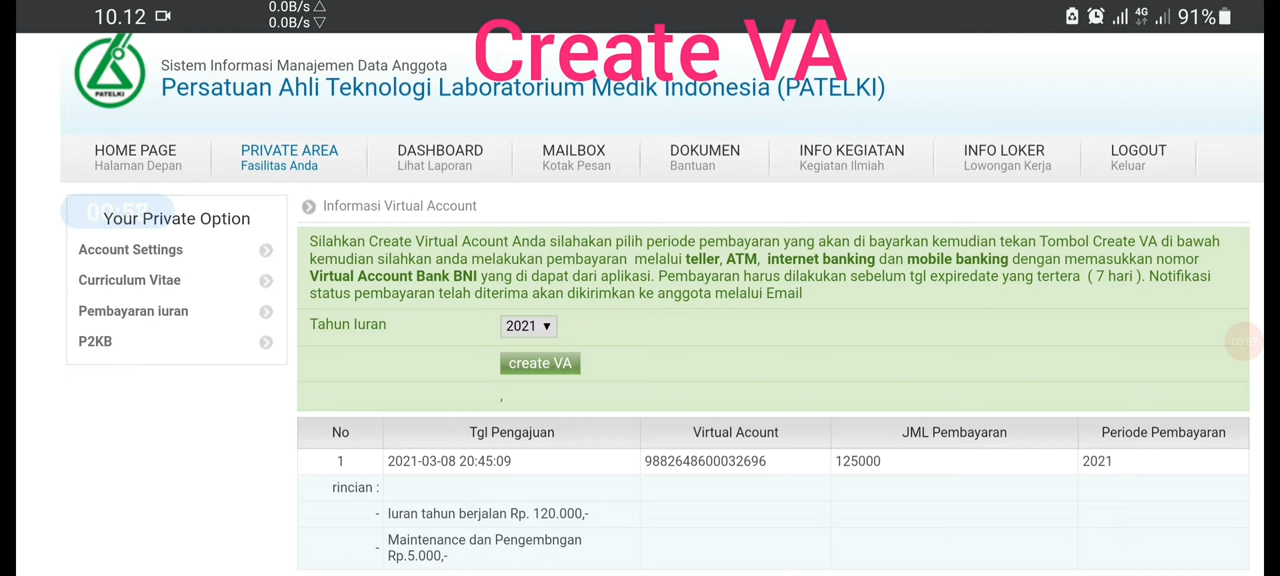 10.12
0.0B/s △
0.0B/s ▽
4G
91%
Create VA
PATELKI
Sistem Informasi Manajemen Data Anggota
Persatuan Ahli Teknologi Laboratorium Medik Indonesia (PATELKI)
HOME PAGE PRIVATE AREA DASHBOARD MAILBOX DOKUMEN INFO KEGIATAN INFO LOKER LOGOUT
Halaman Depan Fasilitas Anda Lihat Laporan Kotak Pesan Bantuan Kegiatan Ilmiah Lowongan Kerja Keluar
Your Private Option
Account Settings
Curriculum Vitae
Pembayaran iuran
P2KB
Informasi Virtual Account
Silahkan Create Virtual Acount Anda silahakan pilih periode pembayaran yang akan di bayarkan kemudian tekan Tombol Create VA di bawah
kemudian silahkan anda melakukan pembayaran melalui teller, ATM, internet banking dan mobile banking dengan memasukkan nomor
Virtual Account Bank BNI yang di dapat dari aplikasi. Pembayaran harus dilakukan sebelum tgl expiredate yang tertera ( 7 hari ). Notifikasi
status pembayaran telah diterima akan dikirimkan ke anggota melalui Email
Tahun Iuran 2021 ▼
create VA
,
00:57
No Tgl Pengajuan Virtual Acount JML Pembayaran Periode Pembayaran
1 2021-03-08 20:45:09 9882648600032696 125000 2021
rincian :
- Iuran tahun berjalan Rp. 120.000,-
- Maintenance dan Pengembngan
Rp.5.000,-